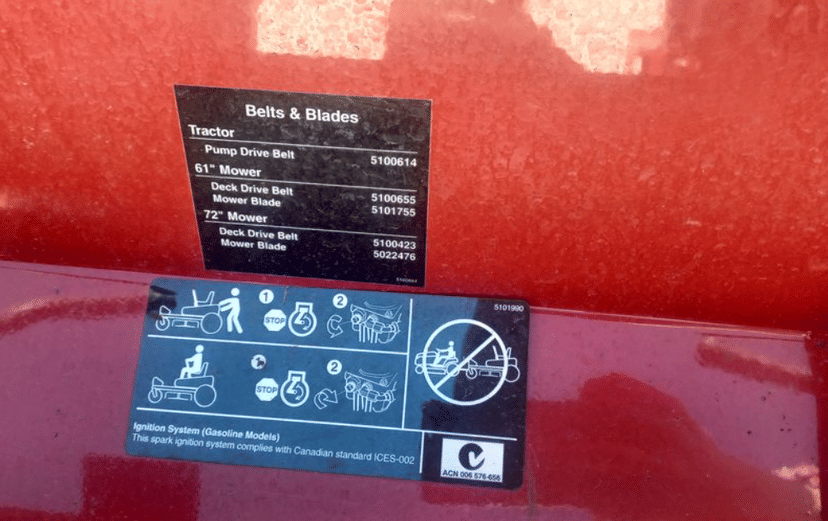 Belts & Blades
Tractor
Pump Drive Belt 5100614
61" Mower
Deck Drive Belt 5100655
Mower Blade 5101755
72" Mower
Deck Drive Belt 5100423
Mower Blade 5022476
5101990
1 2
STOP
2
STOP
Ignition System (Gasoline Models)
This spark ignition system complies with Canadian standard ICES-002
ACN 006 576-656